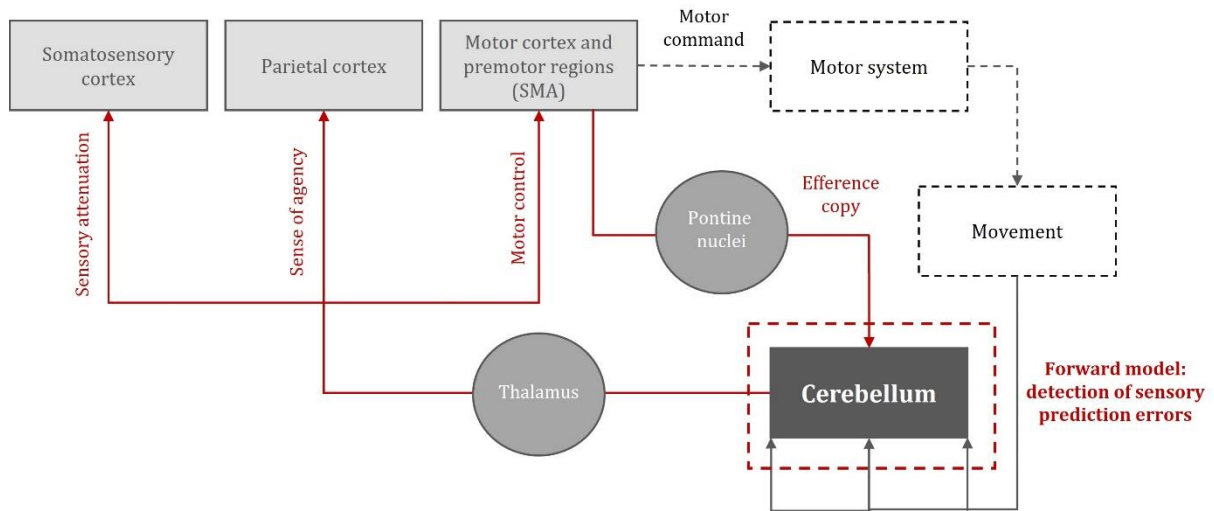 Somatosensory
cortex
Parietal cortex
Motor cortex and
premotor regions
(SMA)
Motor
command
Motor system
Sensory attenuation
Sense of agency
Motor control
Pontine
nuclei
Efference
copy
Movement
Thalamus
Cerebellum
Forward model:
detection of sensory
prediction errors